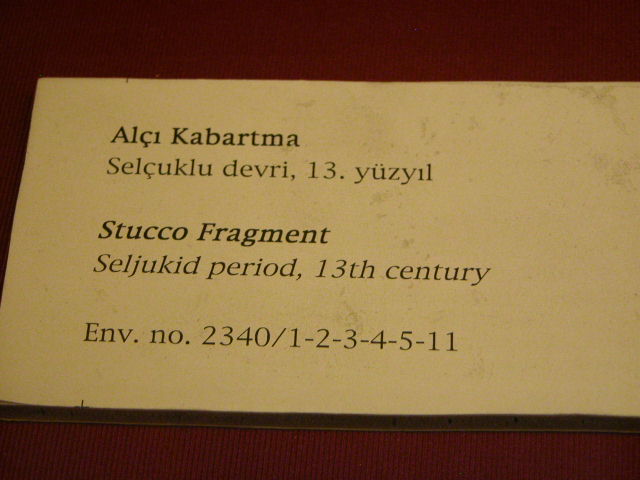 Alçı Kabartma
Selçuklu devri, 13. yüzyıl
Stucco Fragment
Seljukid period, 13th century
Env. no. 2340/1-2-3-4-5-11